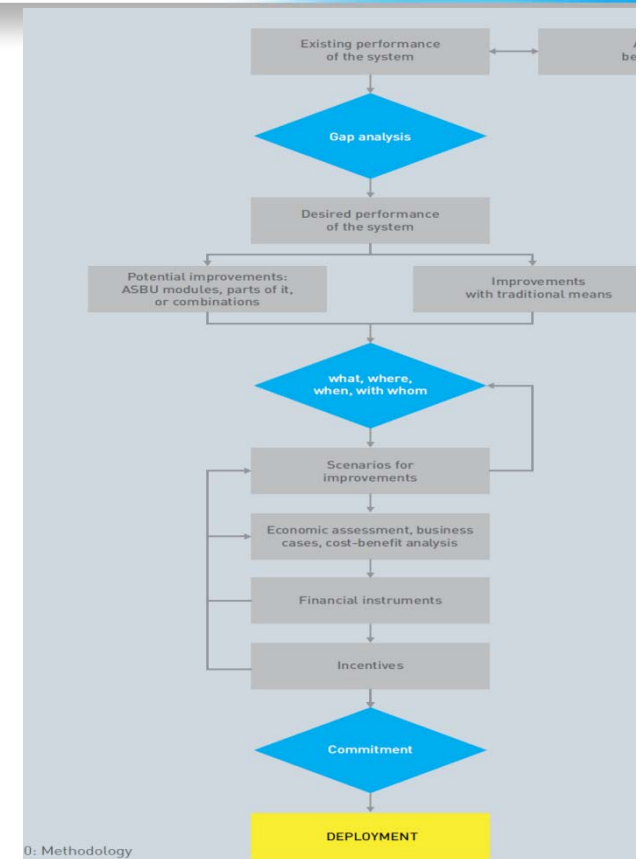 Existing performance
of the system
A
be
Gap analysis
Desired performance
of the system
Potential improvements:
ASBU modules, parts of it,
or combinations
Improvements
with traditional means
what, where,
when, with whom
Scenarios for
improvements
Economic assessment, business
cases, cost-benefit analysis
Financial instruments
Incentives
Commitment
DEPLOYMENT
0: Methodology